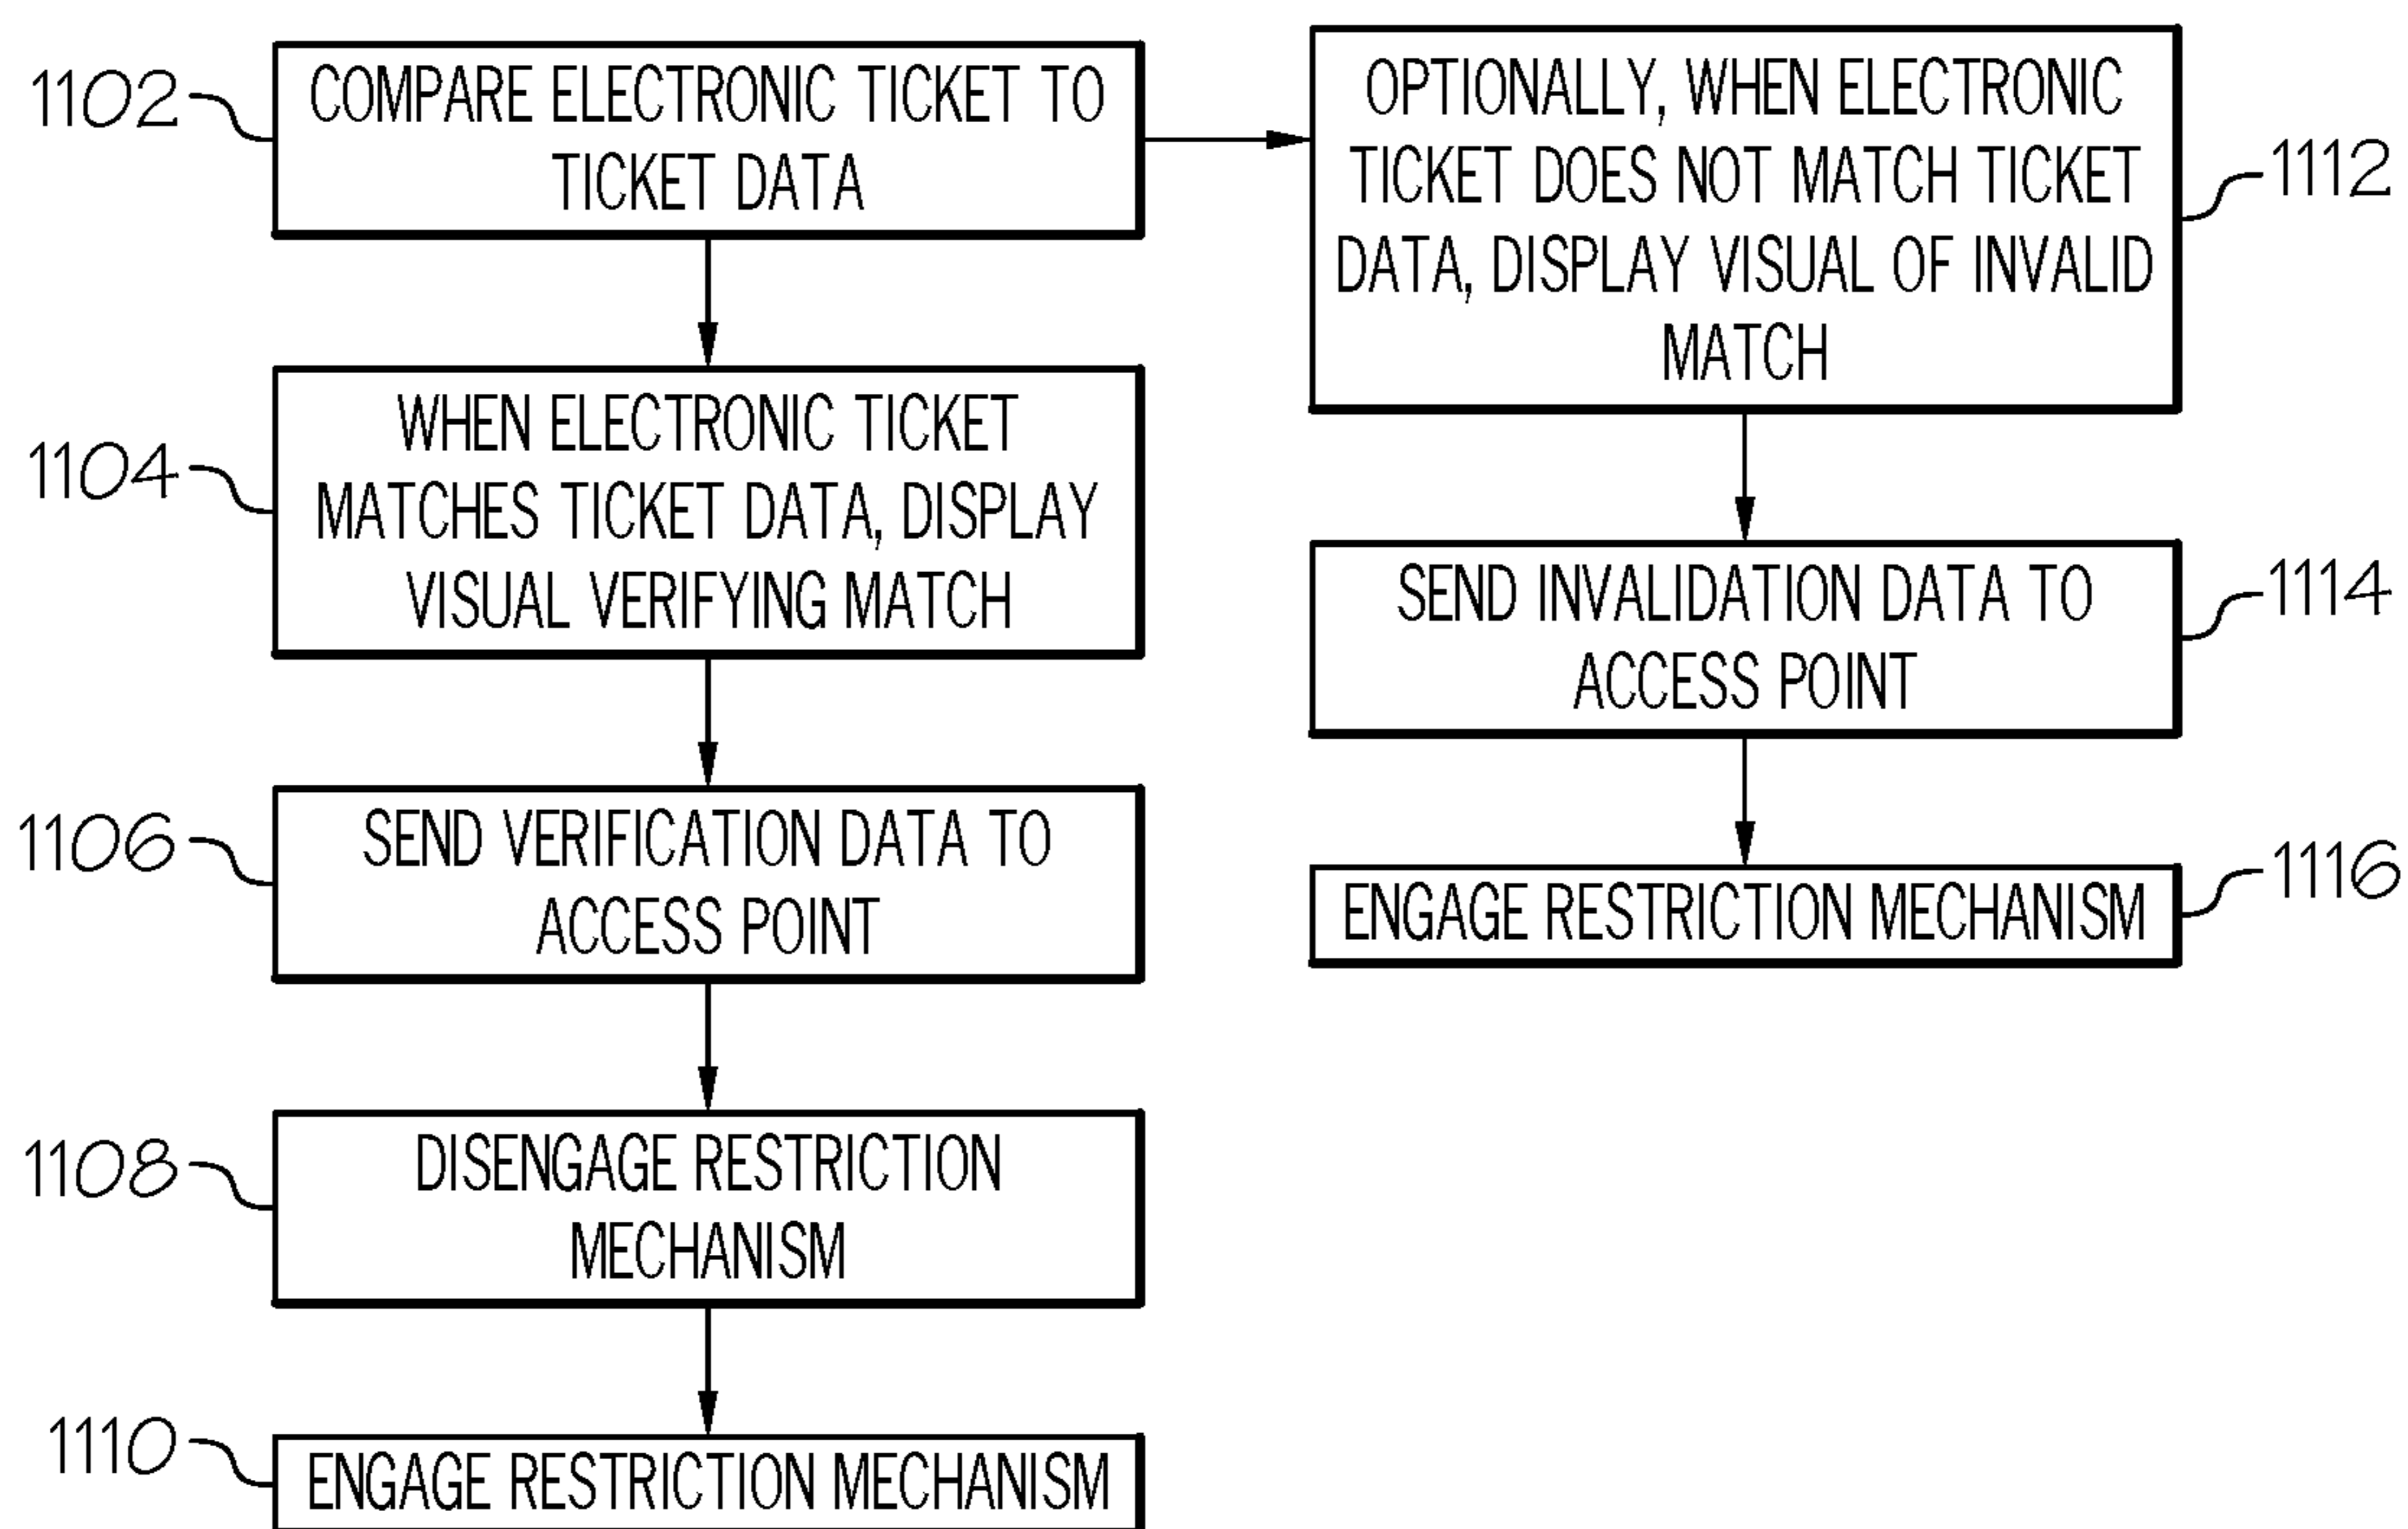 1102
COMPARE ELECTRONIC TICKET TO
TICKET DATA
1104
WHEN ELECTRONIC TICKET
MATCHES TICKET DATA, DISPLAY
VISUAL VERIFYING MATCH
1106
SEND VERIFICATION DATA TO
ACCESS POINT
1108
DISENGAGE RESTRICTION
MECHANISM
1110
ENGAGE RESTRICTION MECHANISM
OPTIONALLY, WHEN ELECTRONIC
TICKET DOES NOT MATCH TICKET
DATA, DISPLAY VISUAL OF INVALID
MATCH
1112
SEND INVALIDATION DATA TO
ACCESS POINT
1114
ENGAGE RESTRICTION MECHANISM
1116